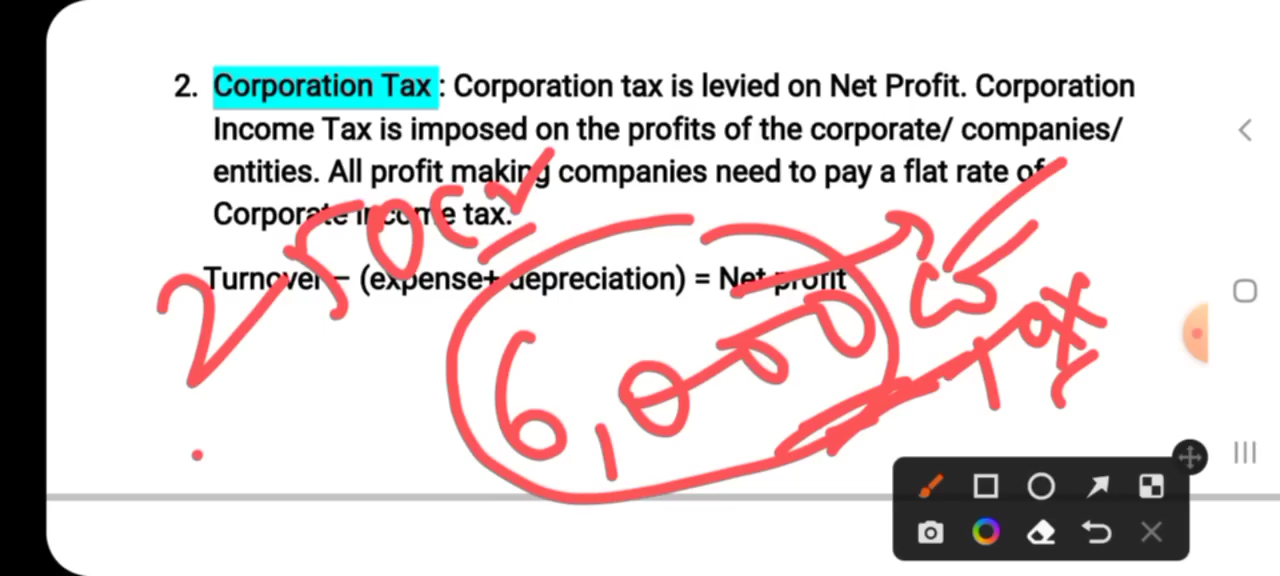 2. Corporation Tax : Corporation tax is levied on Net Profit. Corporation
Income Tax is imposed on the profits of the corporate/ companies/
entities. All profit making companies need to pay a flat rate of
Corporate income tax.
Turnover – (expense+ depreciation) = Net profit
2500cr
6,000
Tax